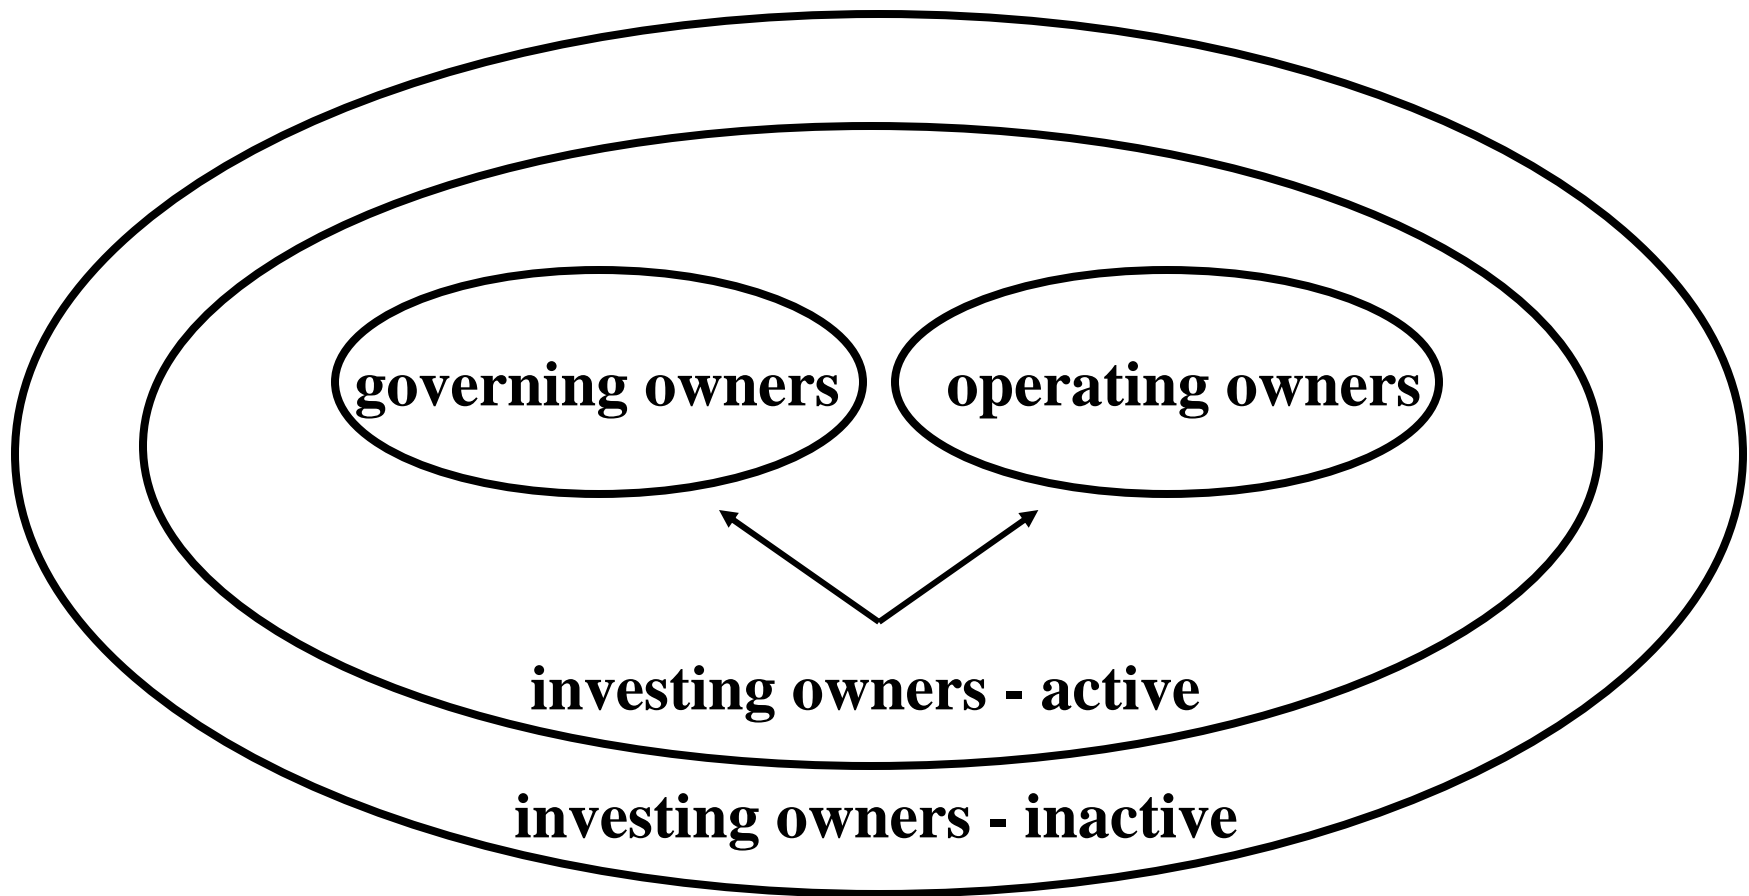 governing owners
operating owners
investing owners - active
investing owners - inactive